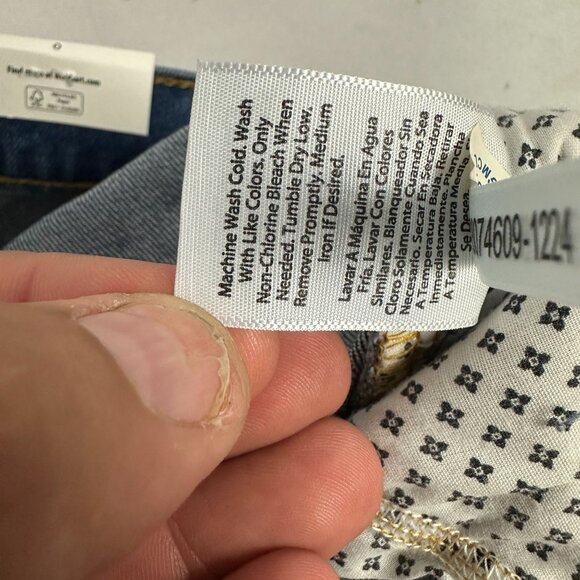 Machine Wash Cold. Wash
With Like Colors. Only
Non-Chlorine Bleach When
Needed. Tumble Dry Low.
Remove Promptly. Medium
Iron if Desired.
Lavar A Máquina En Agua
Fría. Lavar Con Colores
Similares. Blanqueador Sin
Cloro Solamente Cuando Sea
Necesario. Secar En Secadora
A Temperatura Baja. Retirar
Inmediatamente. Plancha
A Temperatura Media
Se Desea.
74609-1224
FSC